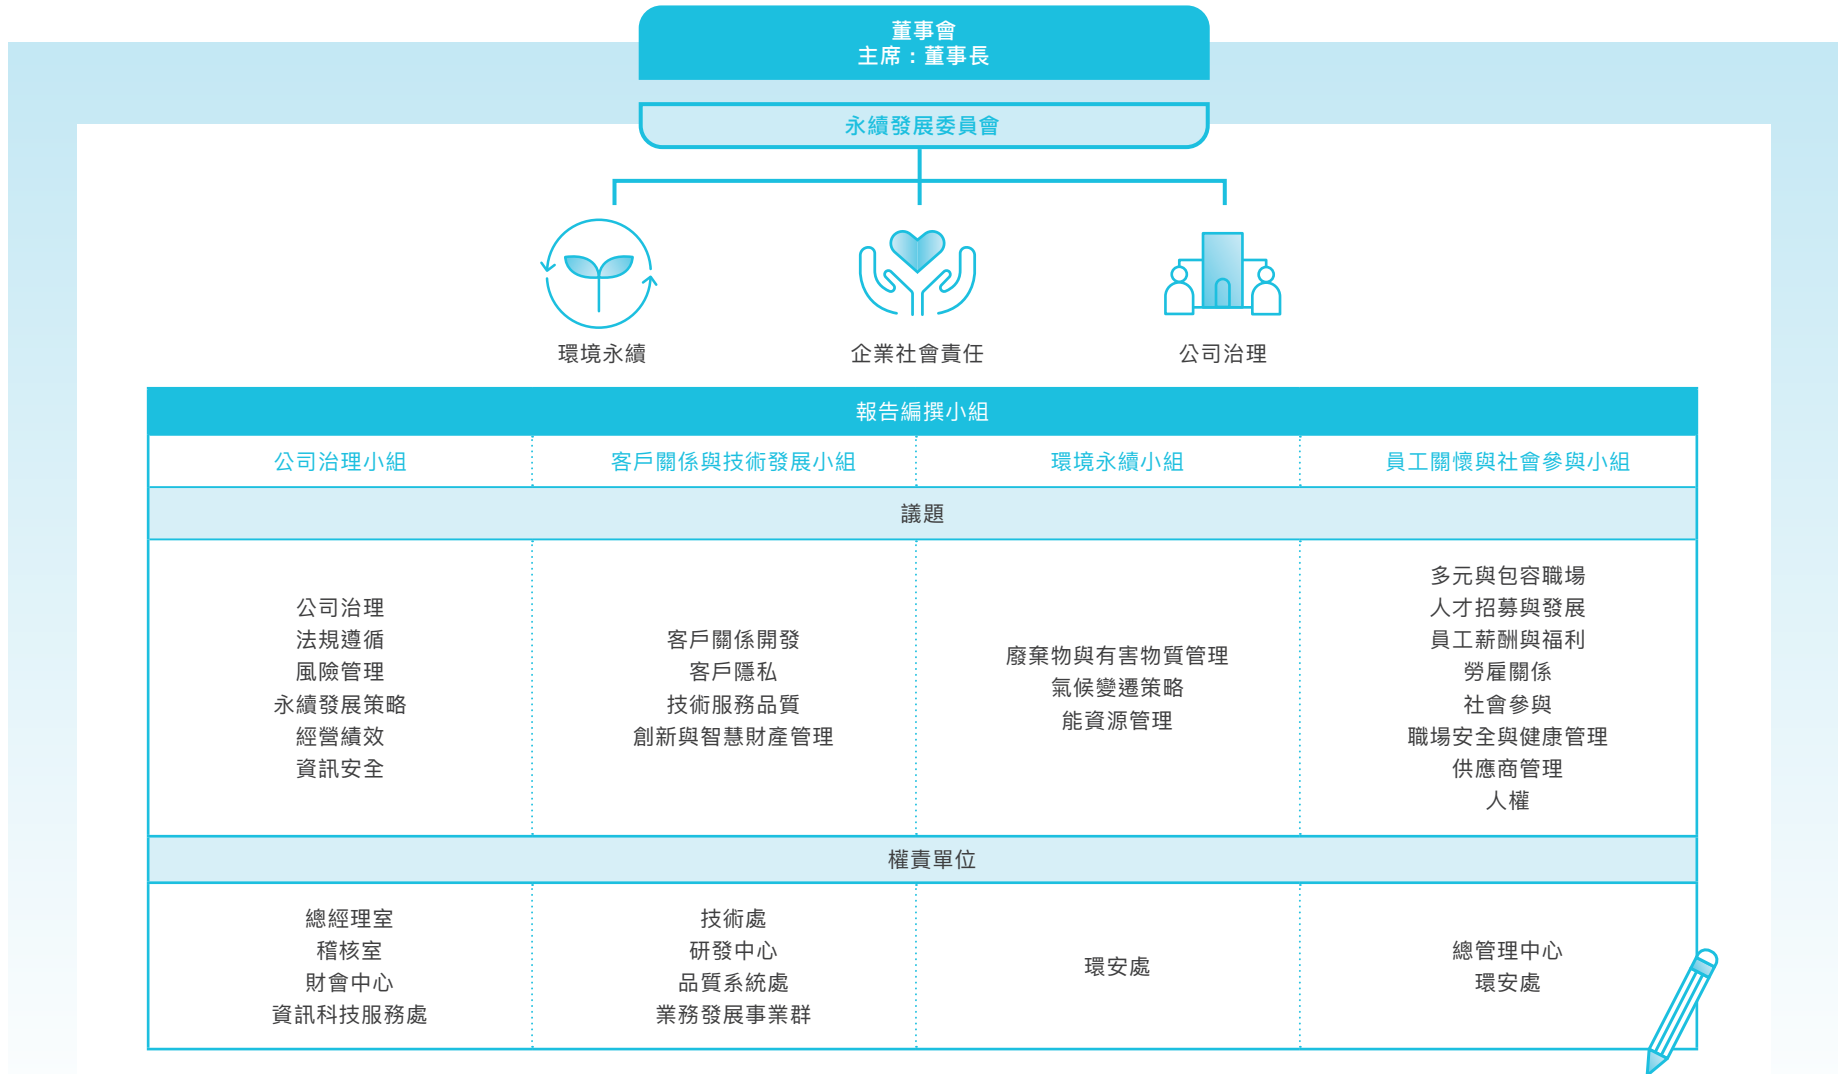 董事會
主席：董事長
永續發展委員會
環境永續
企業社會責任
公司治理
報告編撰小組
公司治理小組
客戶關係與技術發展小組
環境永續小組
員工關懷與社會參與小組
議題
公司治理
法規遵循
風險管理
永續發展策略
經營績效
資訊安全
客戶關係開發
客戶隱私
技術服務品質
創新與智慧財產管理
廢棄物與有害物質管理
氣候變遷策略
能資源管理
多元與包容職場
人才招募與發展
員工薪酬與福利
勞雇關係
社會參與
職場安全與健康管理
供應商管理
人權
權責單位
總經理室
稽核室
財會中心
資訊科技服務處
技術處
研發中心
品質系統處
業務發展事業群
環安處
總管理中心
環安處